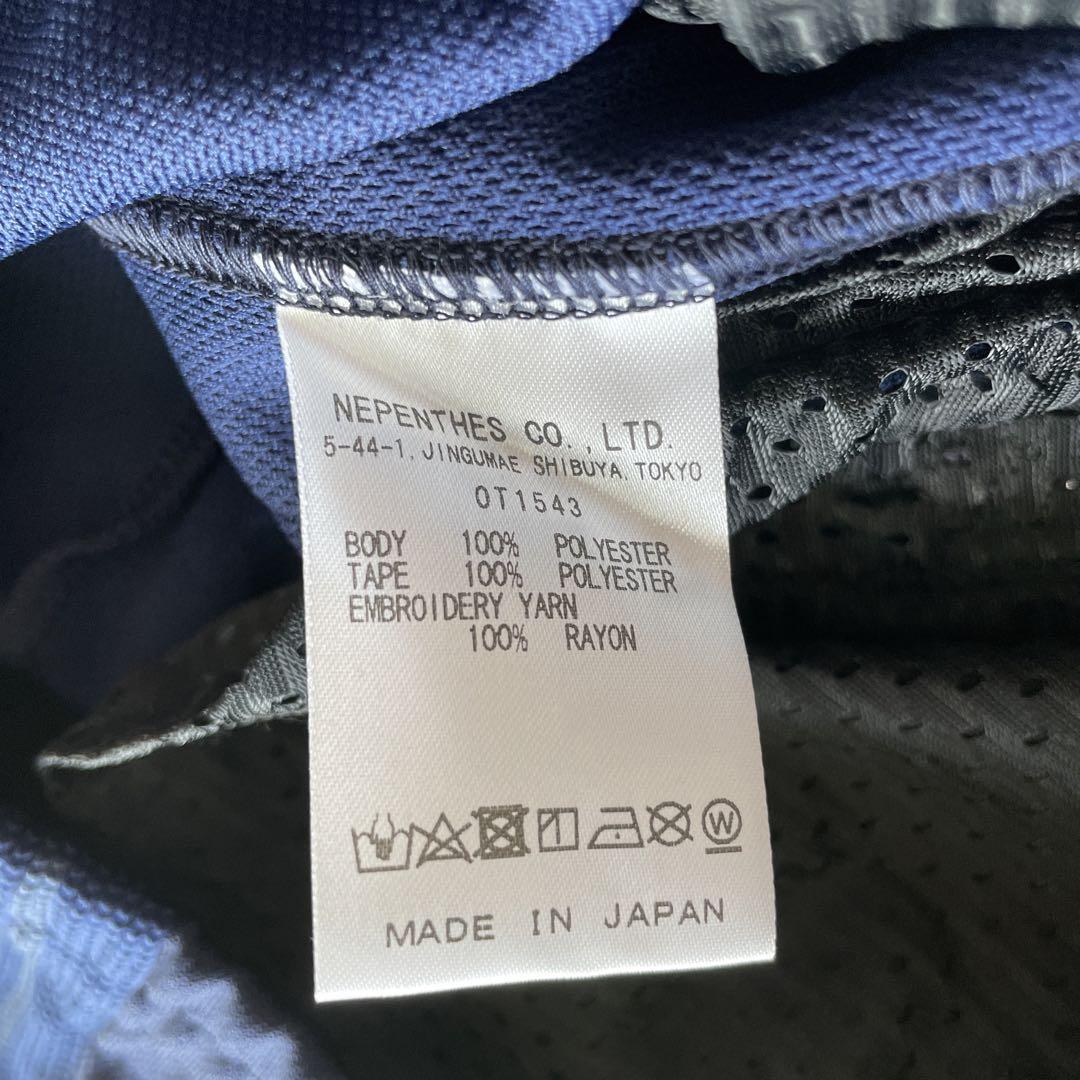 NEPENTHES CO., LTD.
5-44-1, JINGUMAE SHIBUYA, TOKYO
OT1543
BODY 100% POLYESTER
TAPE 100% POLYESTER
EMBROIDERY YARN
100% RAYON
W
MADE IN JAPAN